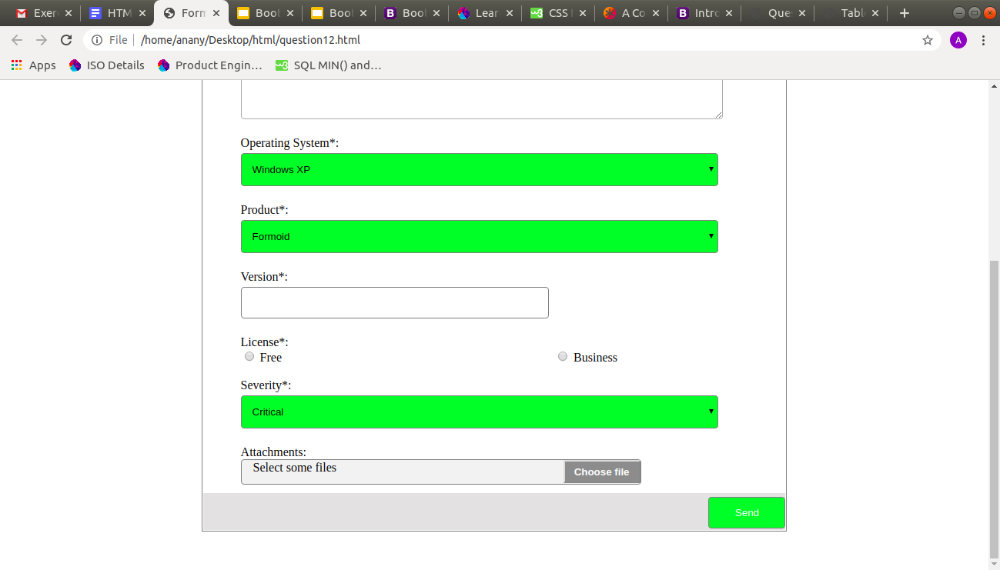 Exer HTM Form Boot Boot Boot Lear CSS A Co Intro Que Tabl
File /home/anany/Desktop/html/question12.html A
Apps ISO Details Product Engin… SQL MIN() and…
Operating System*:
Windows XP
Product*:
Formoid
Version*:
License*:
Free Business
Severity*:
Critical
Attachments:
Select some files Choose file
Send